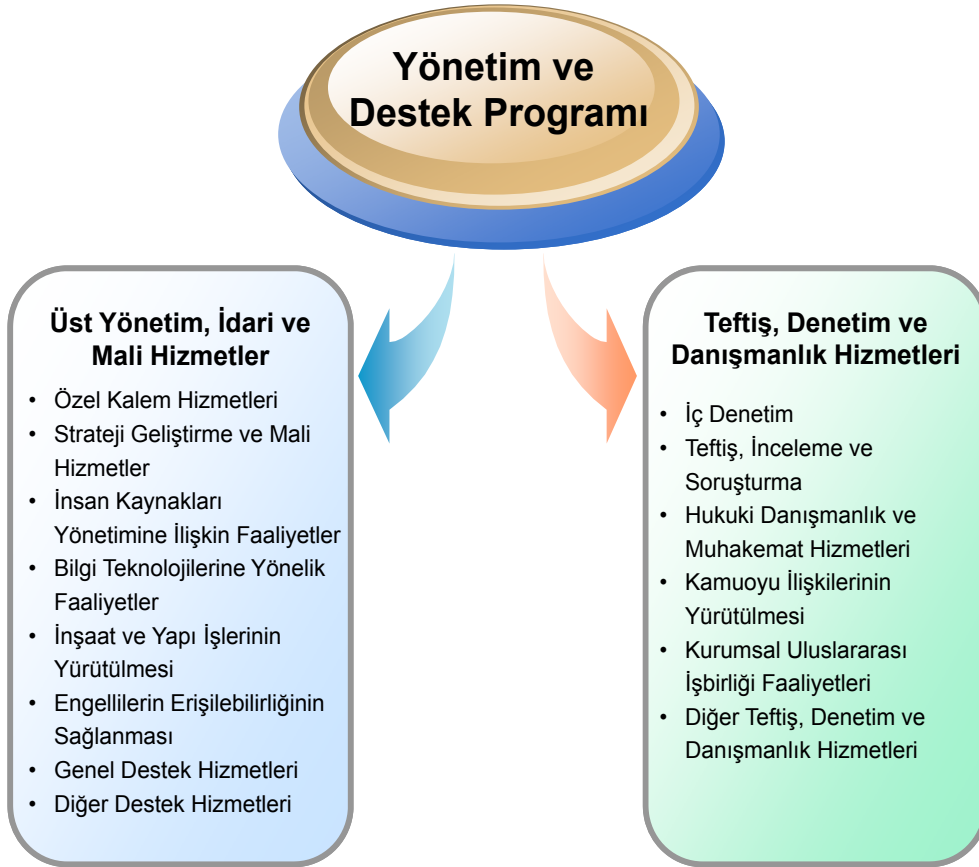 Yönetim ve
Destek Programı
Üst Yönetim, İdari ve
Mali Hizmetler
• Özel Kalem Hizmetleri
• Strateji Geliştirme ve Mali
Hizmetler
• İnsan Kaynakları
Yönetimine İlişkin Faaliyetler
• Bilgi Teknolojilerine Yönelik
Faaliyetler
• İnşaat ve Yapı İşlerinin
Yürütülmesi
• Engellilerin Erişilebilirliğinin
Sağlanması
• Genel Destek Hizmetleri
• Diğer Destek Hizmetleri
Teftiş, Denetim ve
Danışmanlık Hizmetleri
• İç Denetim
• Teftiş, İnceleme ve
Soruşturma
• Hukuki Danışmanlık ve
Muhakemat Hizmetleri
• Kamuoyu İlişkilerinin
Yürütülmesi
• Kurumsal Uluslararası
İşbirliği Faaliyetleri
• Diğer Teftiş, Denetim ve
Danışmanlık Hizmetleri